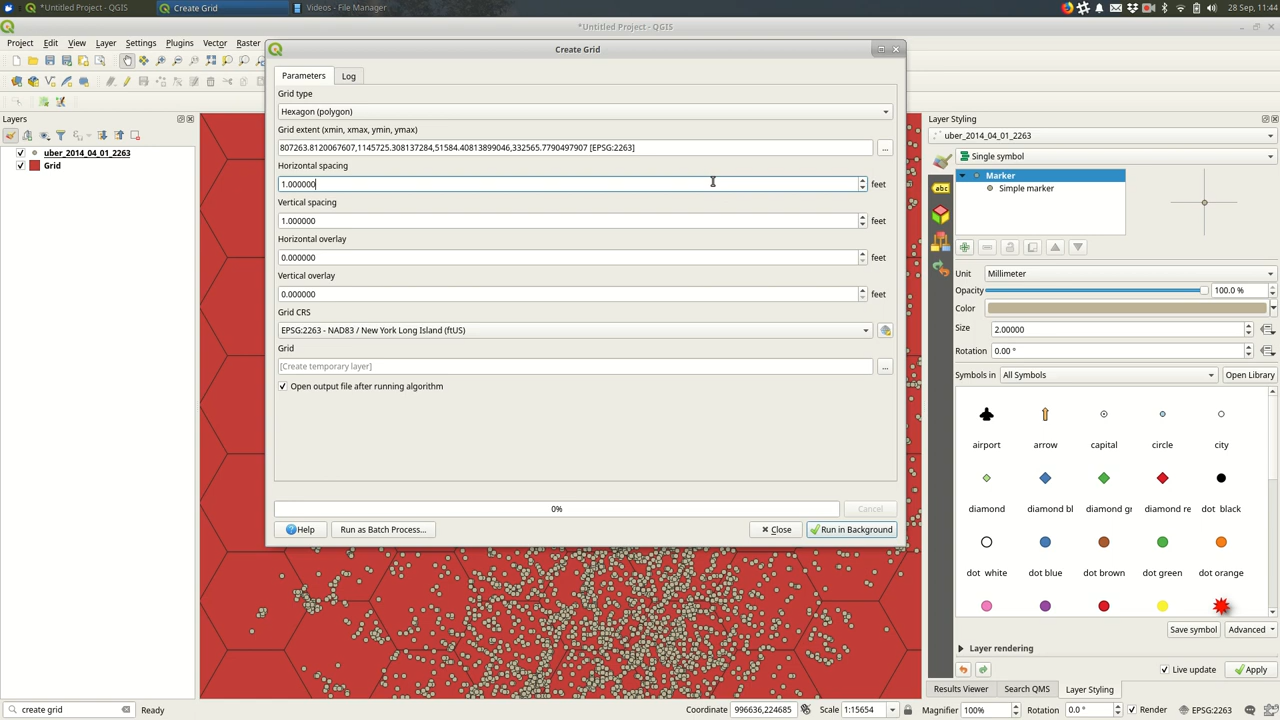 *Untitled Project - QGIS
Create Grid
Videos - File Manager
28 Sep, 11:44
*Untitled Project - QGIS
Project Edit View Layer Settings Plugins Vector Raster
Create Grid
Parameters
Log
Grid type
Hexagon (polygon)
Grid extent (xmin, xmax, ymin, ymax)
807263.8120067607,1145725.308137284,51584.40813899046,332565.7790497907 [EPSG:2263]
...
Horizontal spacing
1.000000
feet
Vertical spacing
1.000000
feet
Horizontal overlay
0.000000
feet
Vertical overlay
0.000000
feet
Grid CRS
EPSG:2263 - NAD83 / New York Long Island (ftUS)
Grid
[Create temporary layer]
...
Open output file after running algorithm
0%
Cancel
Help
Run as Batch Process...
Close
Run in Background
Layers
uber_2014_04_01_2263
Grid
Layer Styling
uber_2014_04_01_2263
Single symbol
abc
Marker
Simple marker
Unit
Millimeter
Opacity
100.0 %
Color
Size
2.00000
Rotation
0.00 °
Symbols in
All Symbols
Open Library
airport
arrow
capital
circle
city
diamond
diamond bl
diamond gr
diamond re
dot black
dot white
dot blue
dot brown
dot green
dot orange
Save symbol
Advanced
Layer rendering
Live update
Apply
Results Viewer
Search QMS
Layer Styling
create grid
Ready
Coordinate
996636,224685
Scale
1:15654
Magnifier
100%
Rotation
0.0 °
Render
EPSG:2263